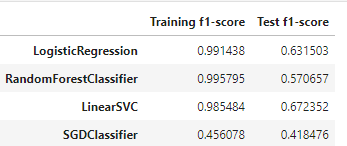 Training f1-score Test f1-score
LogisticRegression 0.991438 0.631503
RandomForestClassifier 0.995795 0.570657
LinearSVC 0.985484 0.672352
SGDClassifier 0.456078 0.418476